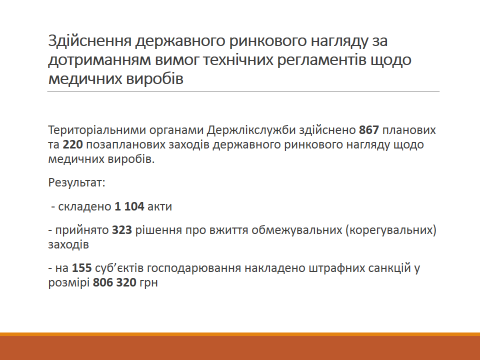 Здійснення державного ринкового нагляду за
дотриманням вимог технічних регламентів щодо
медичних виробів
Територіальними органами Держлікслужби здійснено 867 планових
та 220 позапланових заходів державного ринкового нагляду щодо
медичних виробів.
Результат:
- складено 1 104 акти
- прийнято 323 рішення про вжиття обмежувальних (корегувальних)
заходів
- на 155 суб’єктів господарювання накладено штрафних санкцій у
розмірі 806 320 грн